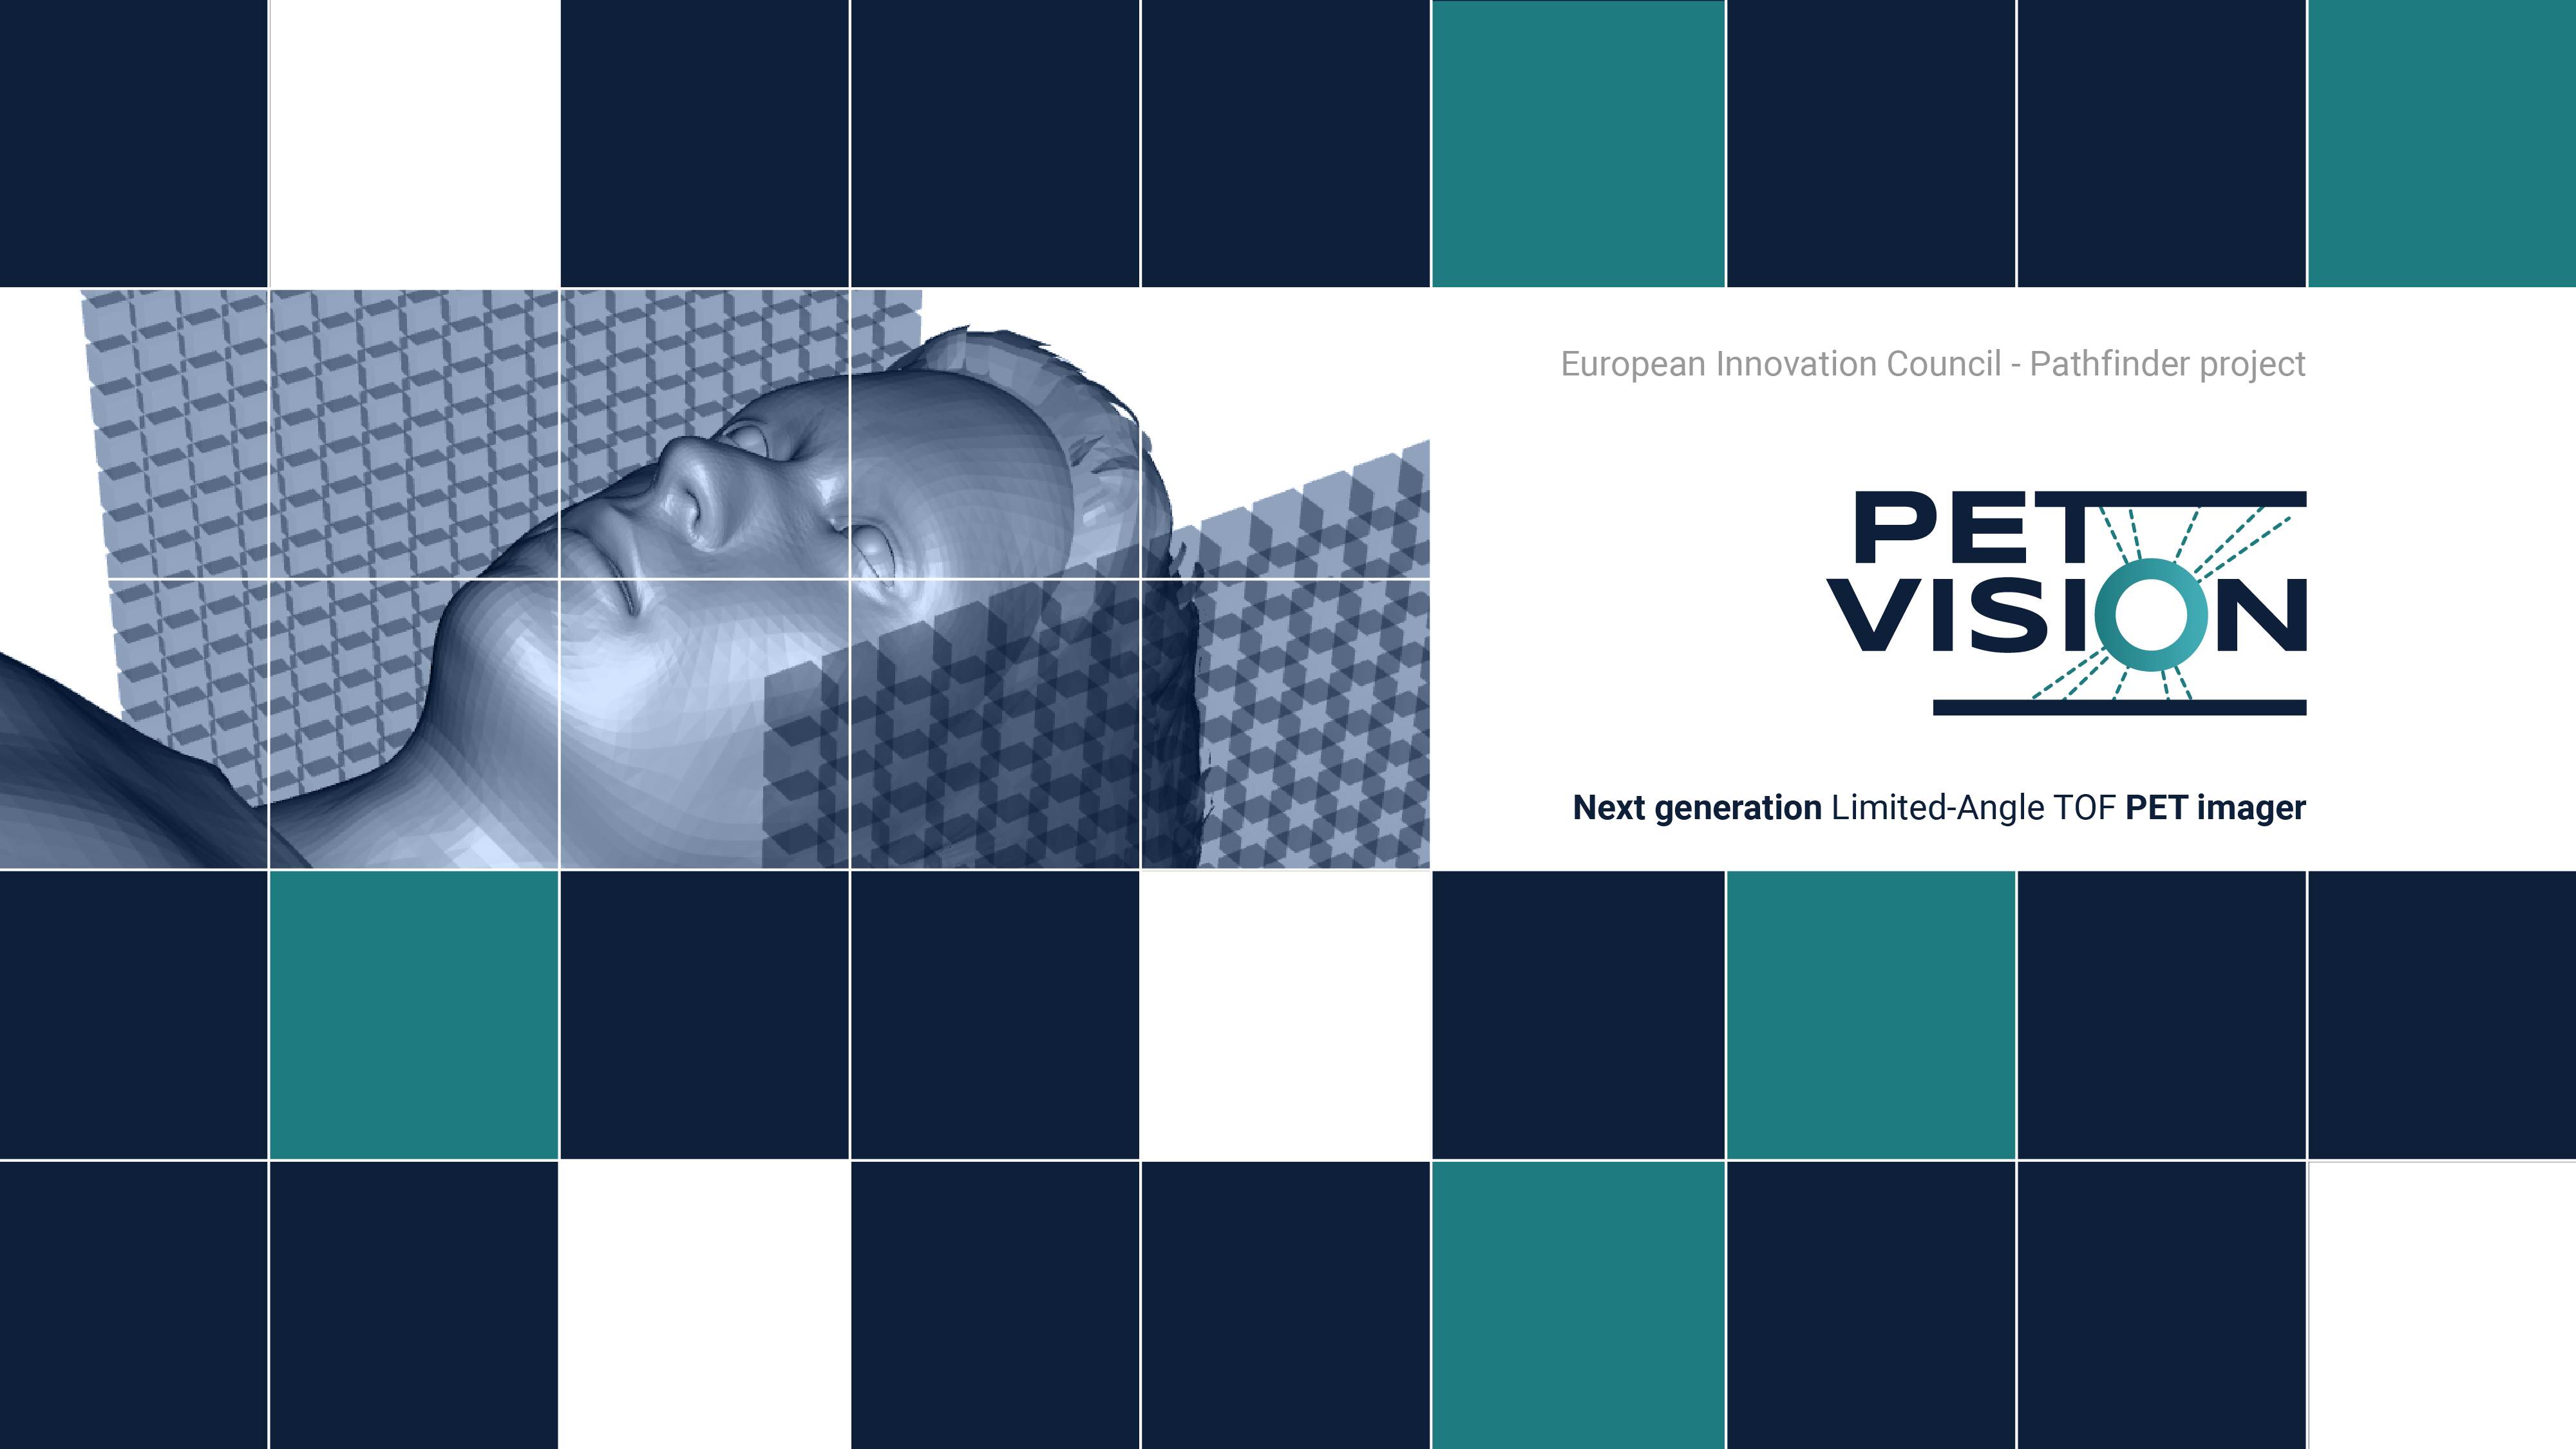 European Innovation Council - Pathfinder project
PET
VISION
Next generation Limited-Angle TOF PET imager